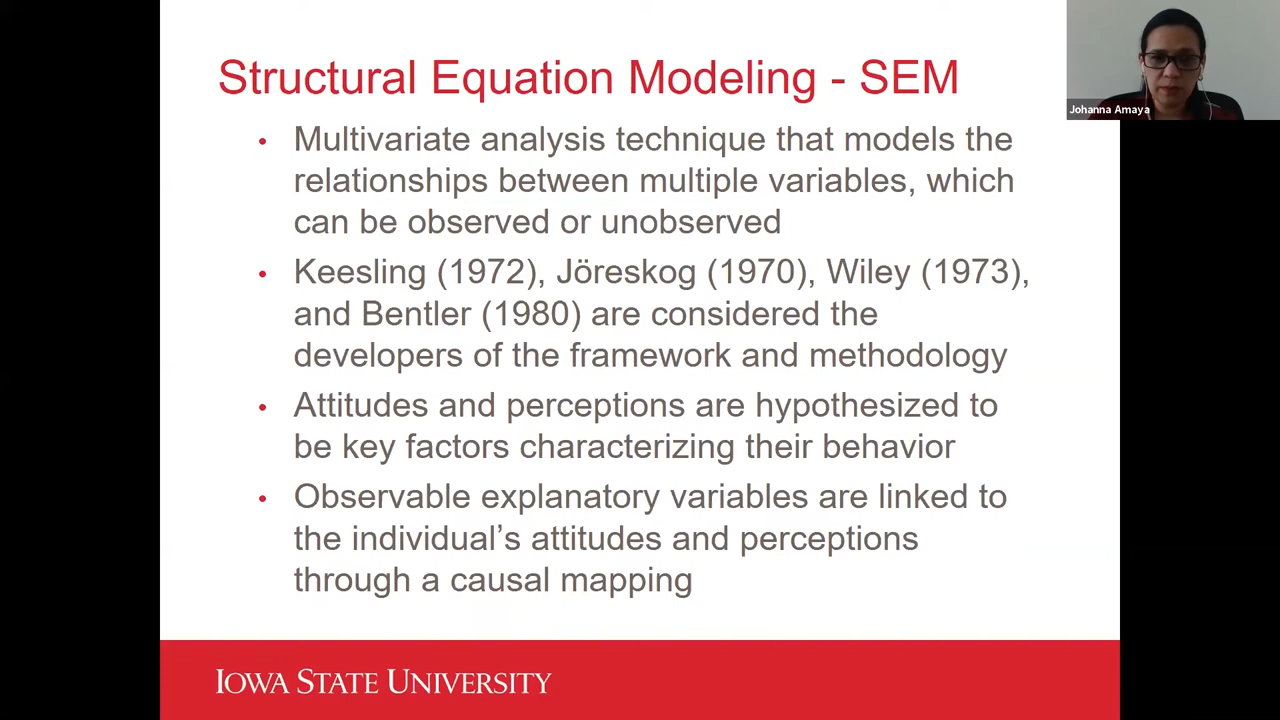 Structural Equation Modeling - SEM
Johanna Amaya
• Multivariate analysis technique that models the
relationships between multiple variables, which
can be observed or unobserved
• Keesling (1972), Jöreskog (1970), Wiley (1973),
and Bentler (1980) are considered the
developers of the framework and methodology
• Attitudes and perceptions are hypothesized to
be key factors characterizing their behavior
• Observable explanatory variables are linked to
the individual's attitudes and perceptions
through a causal mapping
IOWA STATE UNIVERSITY